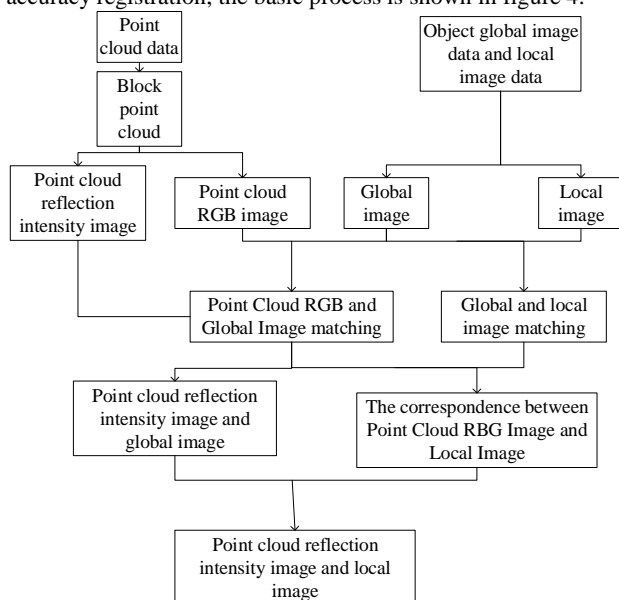 accuracy registration, the basic process is shown in figure 4.
Point
cloud data
Object global image
data and local
image data
Block
point
cloud
Point cloud
reflection
intensity image
Point cloud
RGB image
Global
image
Local
image
Point Cloud RGB and
Global Image matching
Global and local
image matching
Point cloud reflection
intensity image and
global image
The correspondence between
Point Cloud RBG Image and
Local Image
Point cloud reflection
intensity image and local
image